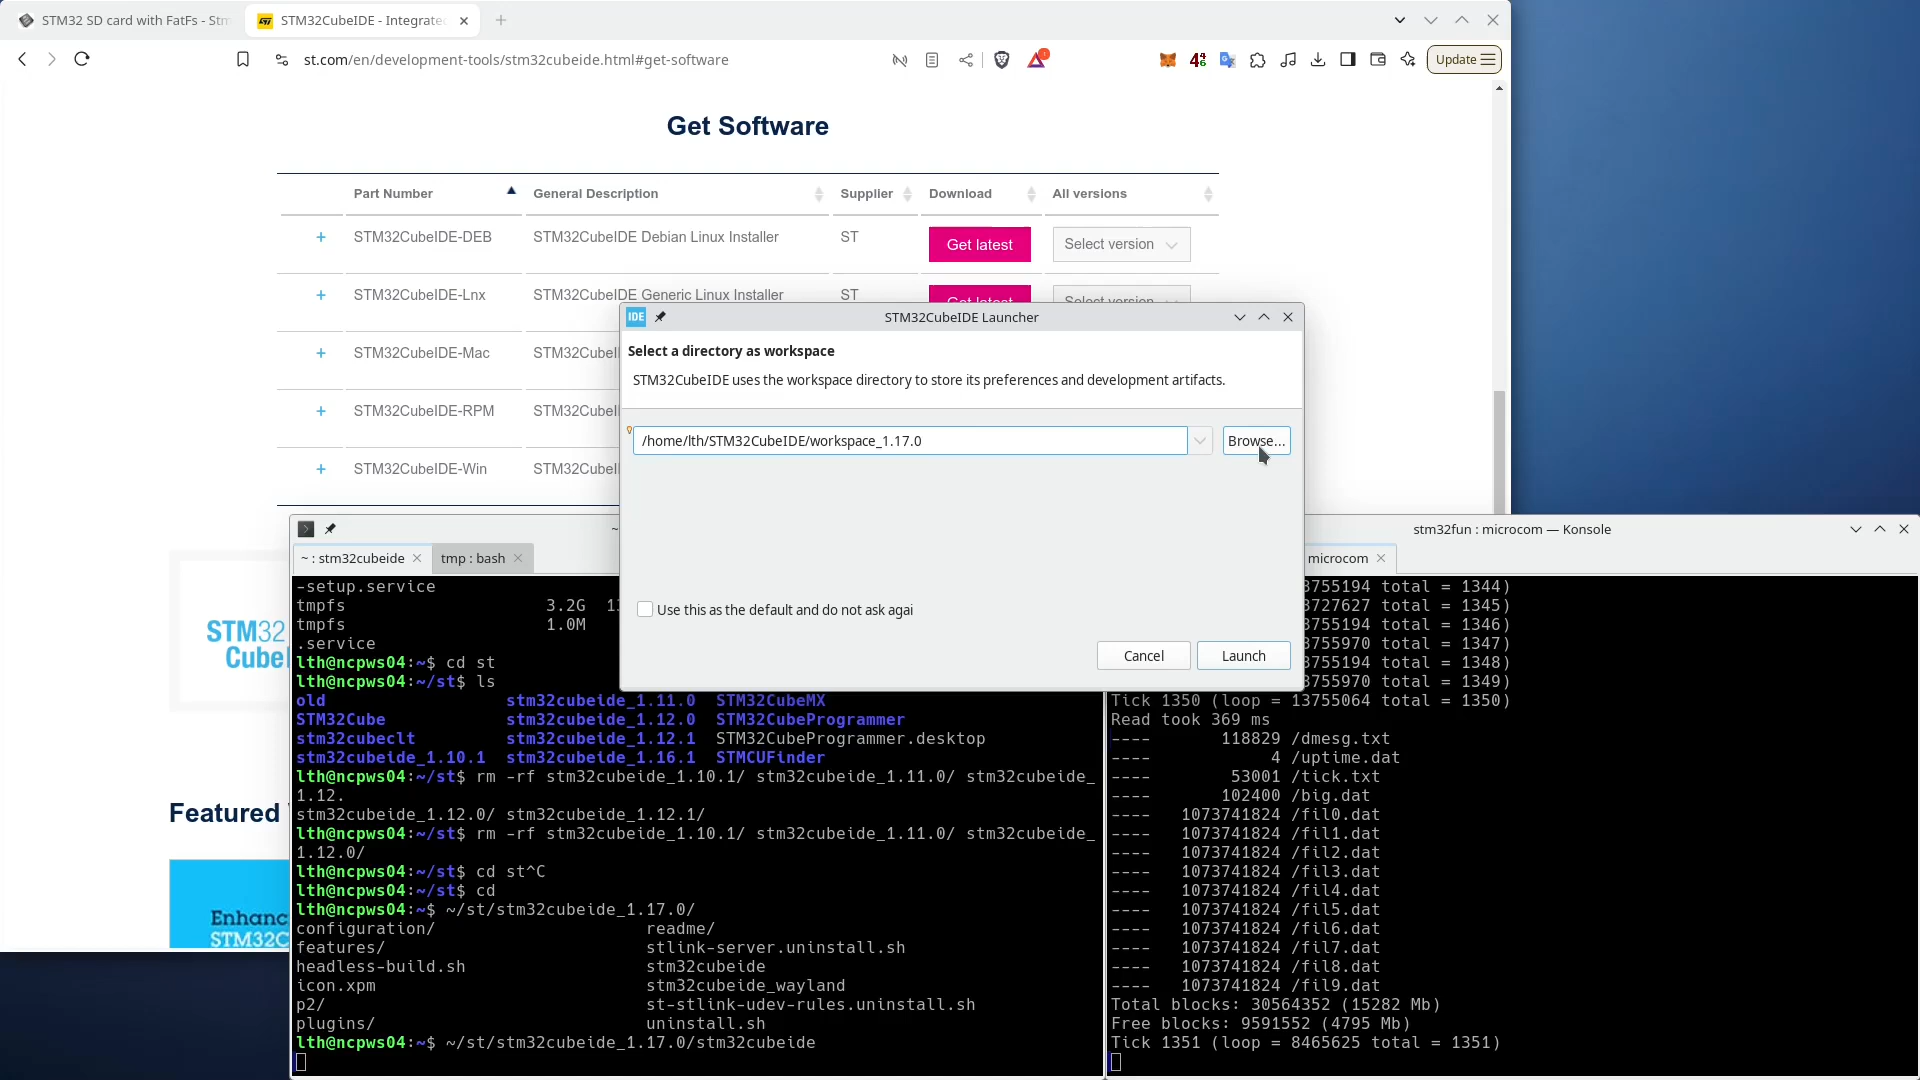 STM32 SD card with FatFs - Stm
STM32CubeIDE - Integrate
st.com/en/development-tools/stm32cubeide.html#get-software
Update
Get Software
Part Number General Description Supplier Download All versions
+ STM32CubeIDE-DEB STM32CubeIDE Debian Linux Installer ST Get latest Select version
+ STM32CubeIDE-Lnx STM32CubeIDE Generic Linux Installer ST Get latest Select version
+ STM32CubeIDE-Mac STM32CubeI
+ STM32CubeIDE-RPM STM32CubeI
+ STM32CubeIDE-Win STM32CubeI
IDE STM32CubeIDE Launcher
Select a directory as workspace
STM32CubeIDE uses the workspace directory to store its preferences and development artifacts.
/home/lth/STM32CubeIDE/workspace_1.17.0 Browse...
Use this as the default and do not ask agai
Cancel Launch
STM32
CubeI
Featured
Enhanc
STM32C
~
~ : stm32cubeide
tmp : bash
-setup.service
tmpfs 3.2G 1
tmpfs 1.0M
.service
lth@ncpws04:~$ cd st
lth@ncpws04:~/st$ ls
old stm32cubeide_1.11.0 STM32CubeMX
STM32Cube stm32cubeide_1.12.0 STM32CubeProgrammer
stm32cubeclt stm32cubeide_1.12.1 STM32CubeProgrammer.desktop
stm32cubeide_1.10.1 stm32cubeide_1.16.1 STMCUFinder
lth@ncpws04:~/st$ rm -rf stm32cubeide_1.10.1/ stm32cubeide_1.11.0/ stm32cubeide_
1.12.
stm32cubeide_1.12.0/ stm32cubeide_1.12.1/
lth@ncpws04:~/st$ rm -rf stm32cubeide_1.10.1/ stm32cubeide_1.11.0/ stm32cubeide_
1.12.0/
lth@ncpws04:~/st$ cd st^C
lth@ncpws04:~/st$ cd
lth@ncpws04:~$ ~/st/stm32cubeide_1.17.0/
configuration/ readme/
features/ stlink-server.uninstall.sh
headless-build.sh stm32cubeide
icon.xpm stm32cubeide_wayland
p2/ st-stlink-udev-rules.uninstall.sh
plugins/ uninstall.sh
lth@ncpws04:~$ ~/st/stm32cubeide_1.17.0/stm32cubeide
stm32fun : microcom — Konsole
microcom
3755194 total = 1344)
3727627 total = 1345)
3755194 total = 1346)
3755970 total = 1347)
3755194 total = 1348)
3755970 total = 1349)
Tick 1350 (loop = 13755064 total = 1350)
Read took 369 ms
---- 118829 /dmesg.txt
---- 4 /uptime.dat
---- 53001 /tick.txt
---- 102400 /big.dat
---- 1073741824 /fil0.dat
---- 1073741824 /fil1.dat
---- 1073741824 /fil2.dat
---- 1073741824 /fil3.dat
---- 1073741824 /fil4.dat
---- 1073741824 /fil5.dat
---- 1073741824 /fil6.dat
---- 1073741824 /fil7.dat
---- 1073741824 /fil8.dat
---- 1073741824 /fil9.dat
Total blocks: 30564352 (15282 Mb)
Free blocks: 9591552 (4795 Mb)
Tick 1351 (loop = 8465625 total = 1351)